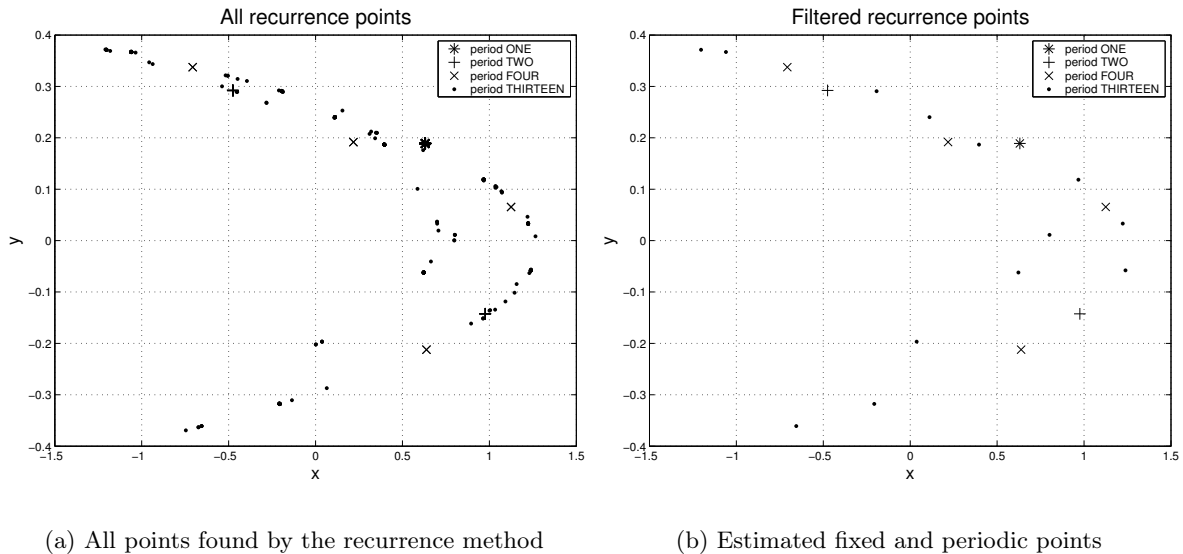 All recurrence points
0.4
0.3
0.2
0.1
0
−0.1
−0.2
−0.3
−0.4
y
−1.5 −1 −0.5 0 0.5 1 1.5
x
period ONE
period TWO
period FOUR
period THIRTEEN
(a) All points found by the recurrence method
Filtered recurrence points
0.4
0.3
0.2
0.1
0
−0.1
−0.2
−0.3
−0.4
y
−1.5 −1 −0.5 0 0.5 1 1.5
x
period ONE
period TWO
period FOUR
period THIRTEEN
(b) Estimated fixed and periodic points